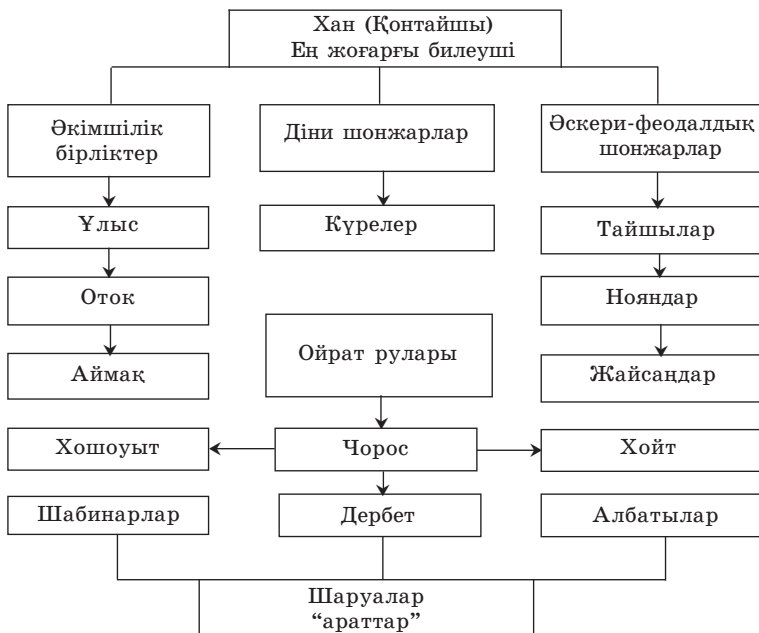 Хан (Қонтайшы)
Ең жоғарғы билеуші
Әкімшілік
бірліктер
Діни шонжарлар
Әскери-феодалдық
шонжарлар
Ұлыс
Күрелер
Тайшылар
Оток
Нояндар
Ойрат рулары
Аймақ
Жайсаңдар
Хошоуыт
Чорос
Хойт
Шабинарлар
Дербет
Албатылар
Шаруалар
“араттар”